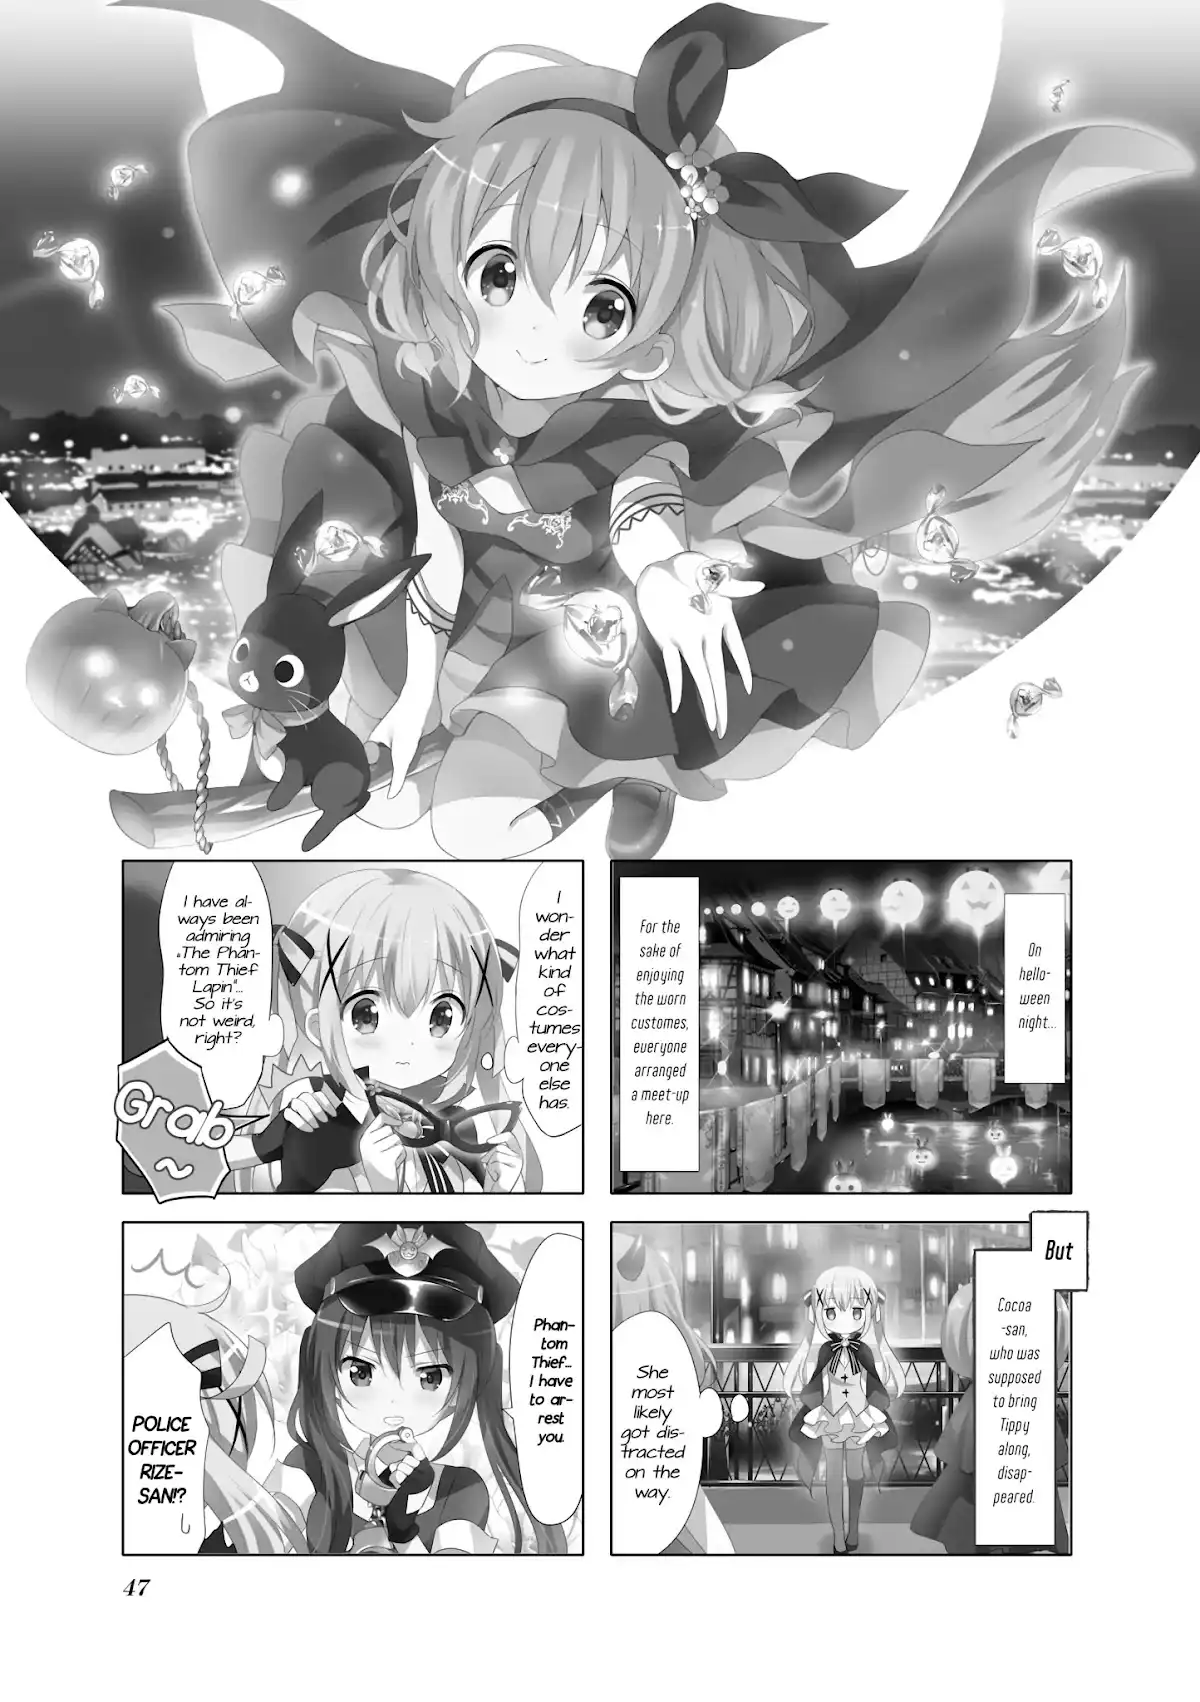 On
hello-
ween
night...
For the
sake of
enjoying
the worn
customes,
everyone
arranged
a meet-up
here.
But
Cocoa
-san,
who was
supposed
to bring
Tippy
along,
disap-
peared.
She
most
likely
got dis-
tracted
on the
way.
I
won-
der
what
kind
of
cos-
tumes
every-
one
else
has.
I have al-
ways been
admiring
"The Phan-
tom Thief
Lapin"...
So it's
not weird,
right?
Grab
~
Phan-
tom
Thief...
I have
to ar-
rest
you.
POLICE
OFFICER
RIZE-
SAN!?
47